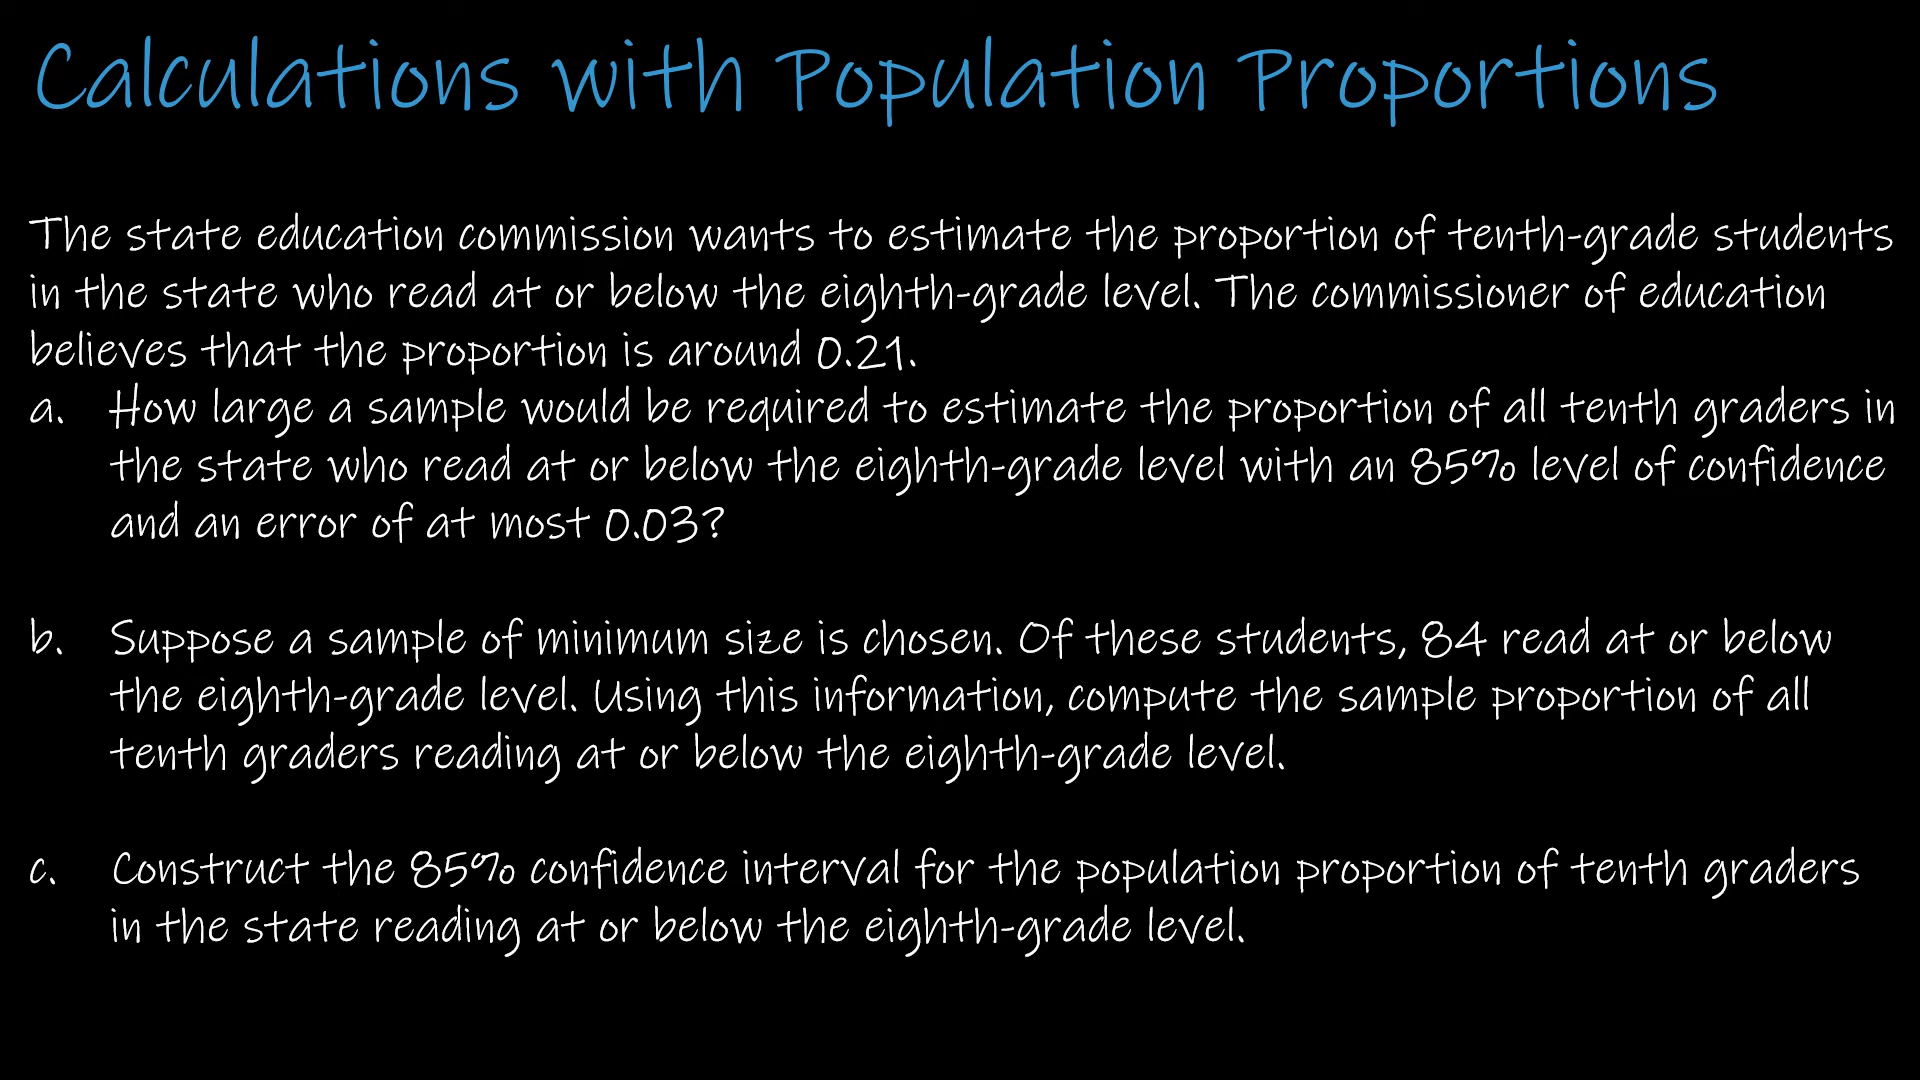 Calculations with Population Proportions
The state education commission wants to estimate the proportion of tenth-grade students
in the state who read at or below the eighth-grade level. The commissioner of education
believes that the proportion is around 0.21.
a. How large a sample would be required to estimate the proportion of all tenth graders in
the state who read at or below the eighth-grade level with an 85% level of confidence
and an error of at most 0.03?
b. Suppose a sample of minimum size is chosen. Of these students, 84 read at or below
the eighth-grade level. Using this information, compute the sample proportion of all
tenth graders reading at or below the eighth-grade level.
c. Construct the 85% confidence interval for the population proportion of tenth graders
in the state reading at or below the eighth-grade level.